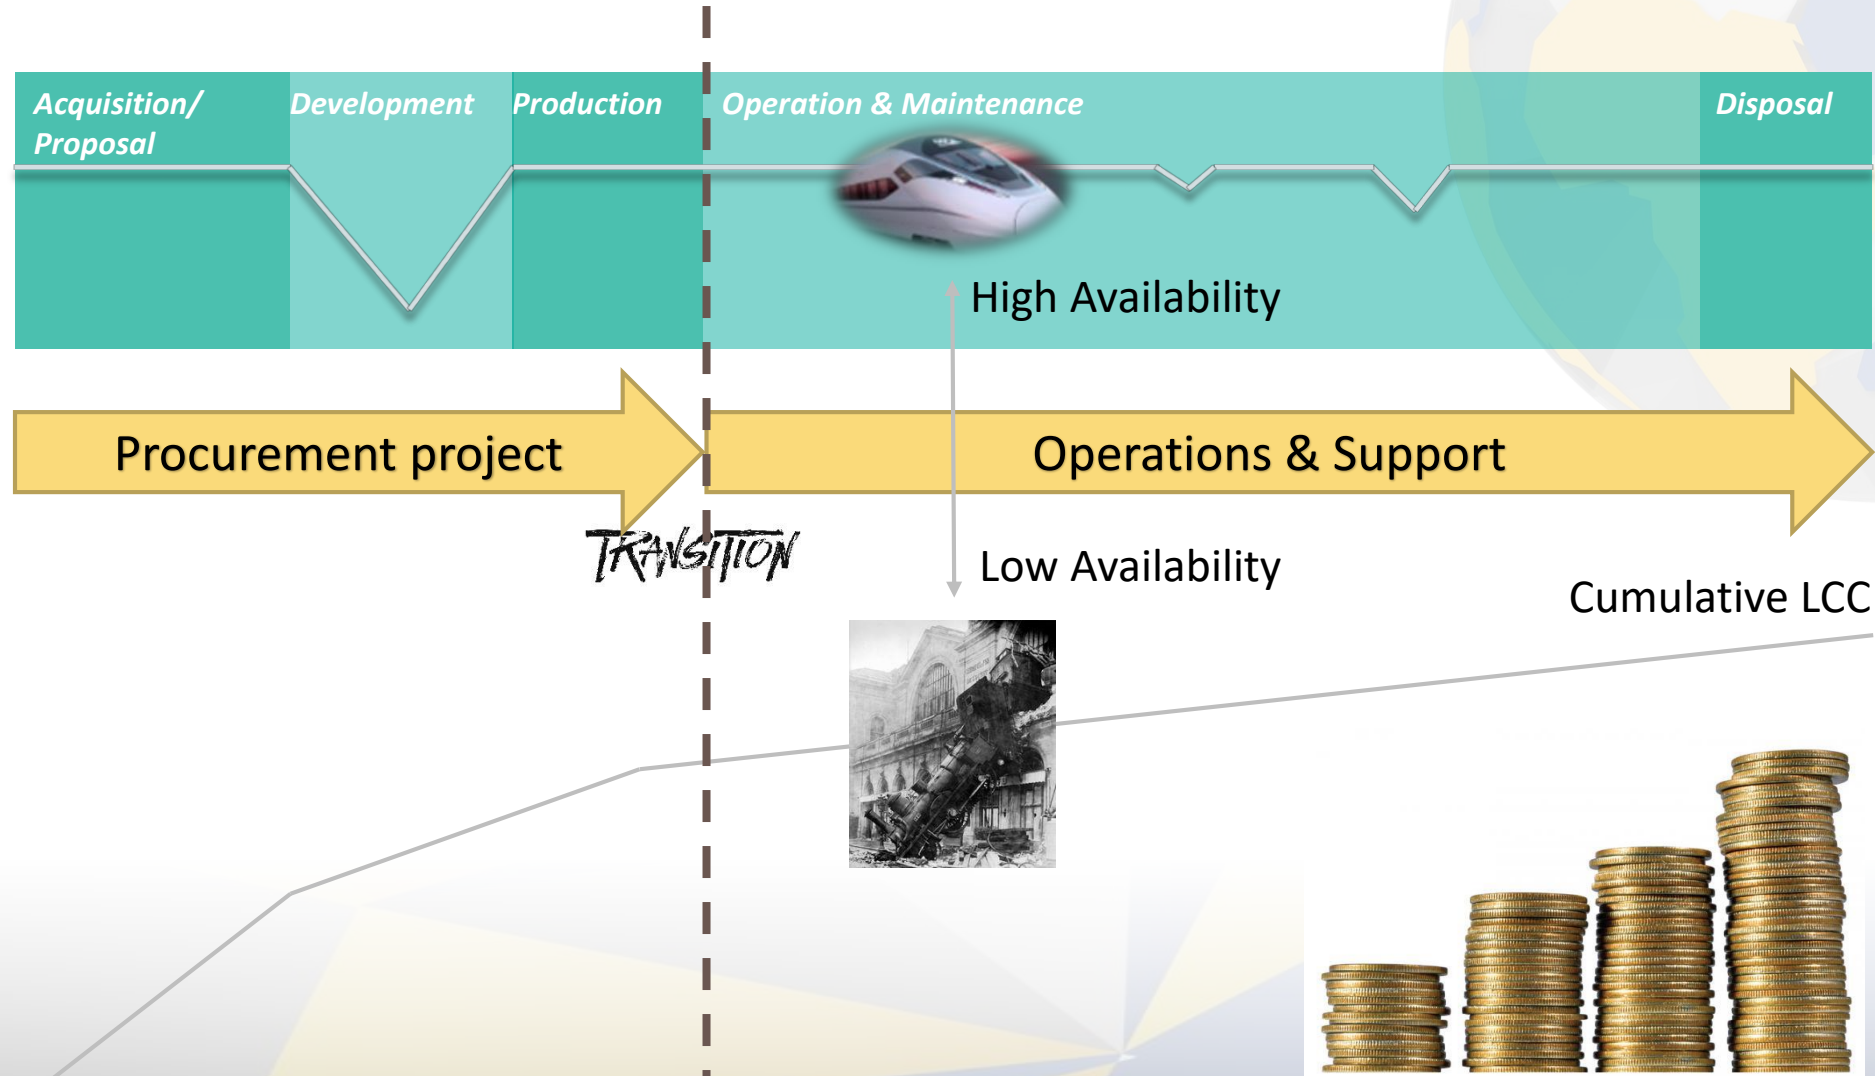 Acquisition/
Proposal
Development
Production
Operation & Maintenance
Disposal
High Availability
Procurement project
Operations & Support
TRANSITION
Low Availability
Cumulative LCC